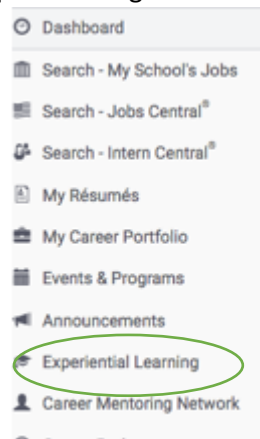 Dashboard
Search - My School's Jobs
Search - Jobs Central®
Search - Intern Central®
My Résumés
My Career Portfolio
Events & Programs
Announcements
Experiential Learning
Career Mentoring Network